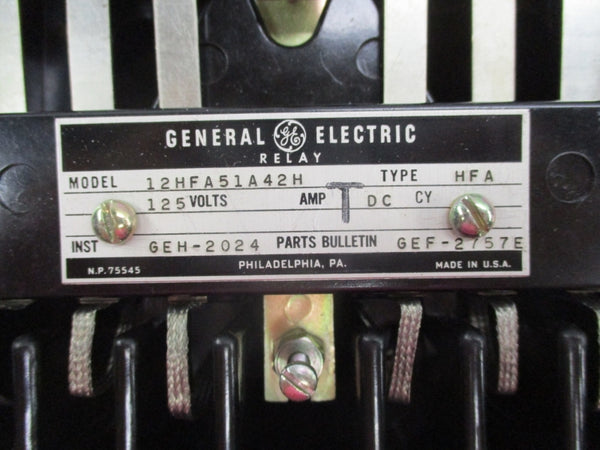 GENERAL GE ELECTRIC
RELAY
MODEL 12HFA51A42H TYPE HFA
125 VOLTS AMP T DC CY
INST GEH-2024 PARTS BULLETIN GEF-2757E
N.P. 75545 PHILADELPHIA, PA. MADE IN U.S.A.